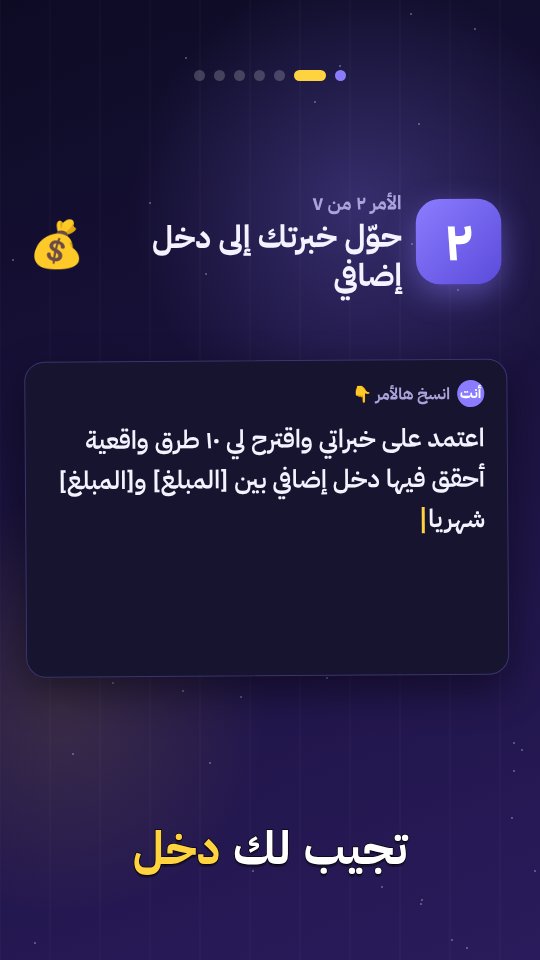 الأمر ٢ من ٧
٢
حوّل خبرتك إلى دخل
إضافي
أنت
انسخ هالأمر 👇
اعتمد على خبراتي واقترح لي ١٠ طرق واقعية
أحقق فيها دخل إضافي بين [المبلغ] و[المبلغ]
شهريا
تجيب لك دخل